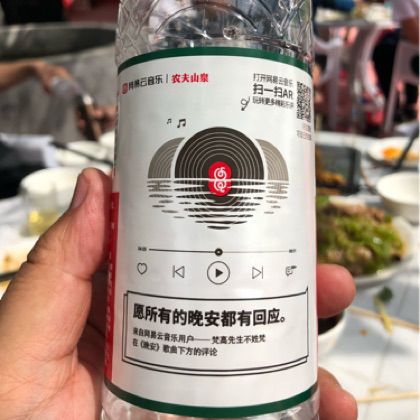 网易云音乐 | 农夫山泉
打开网易云音乐
扫一扫AR
愿所有的晚安都有回应。
来自网易云音乐用户——梵高先生不姓梵
在《晚安》歌曲下方的评论